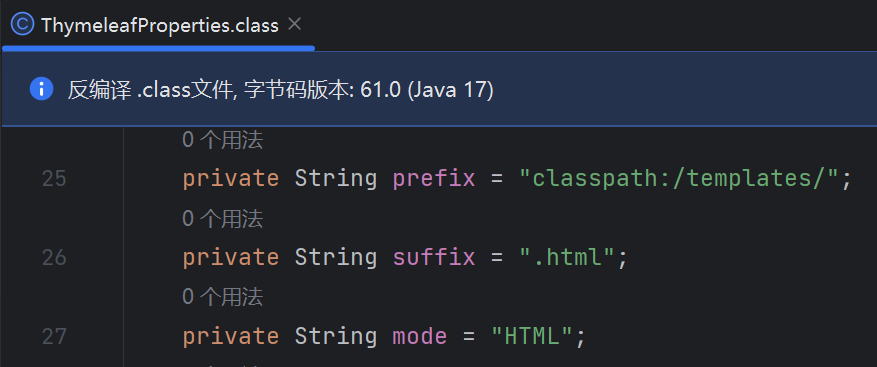 ThymeleafProperties.class
反编译 .class文件, 字节码版本: 61.0 (Java 17)
0 个用法
25 private String prefix = "classpath:/templates/";
0 个用法
26 private String suffix = ".html";
0 个用法
27 private String mode = "HTML";